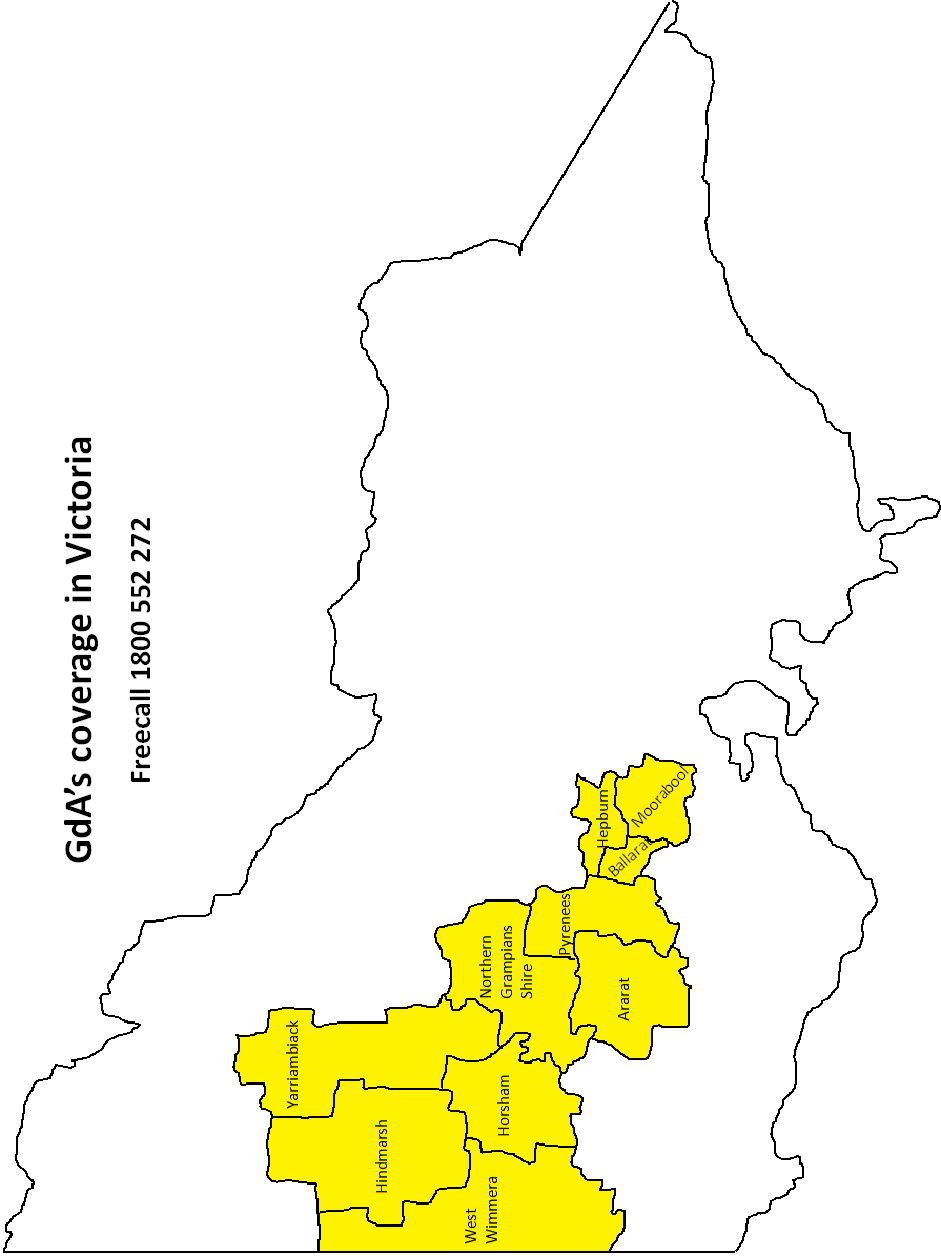 GdA's coverage in Victoria
Freecall 1800 552 272
Yarriambiack
Hindmarsh
West
Wimmera
Horsham
Northern
Grampians
Shire
Pyrenees
Ararat
Hepburn
Ballarat
Moorabool